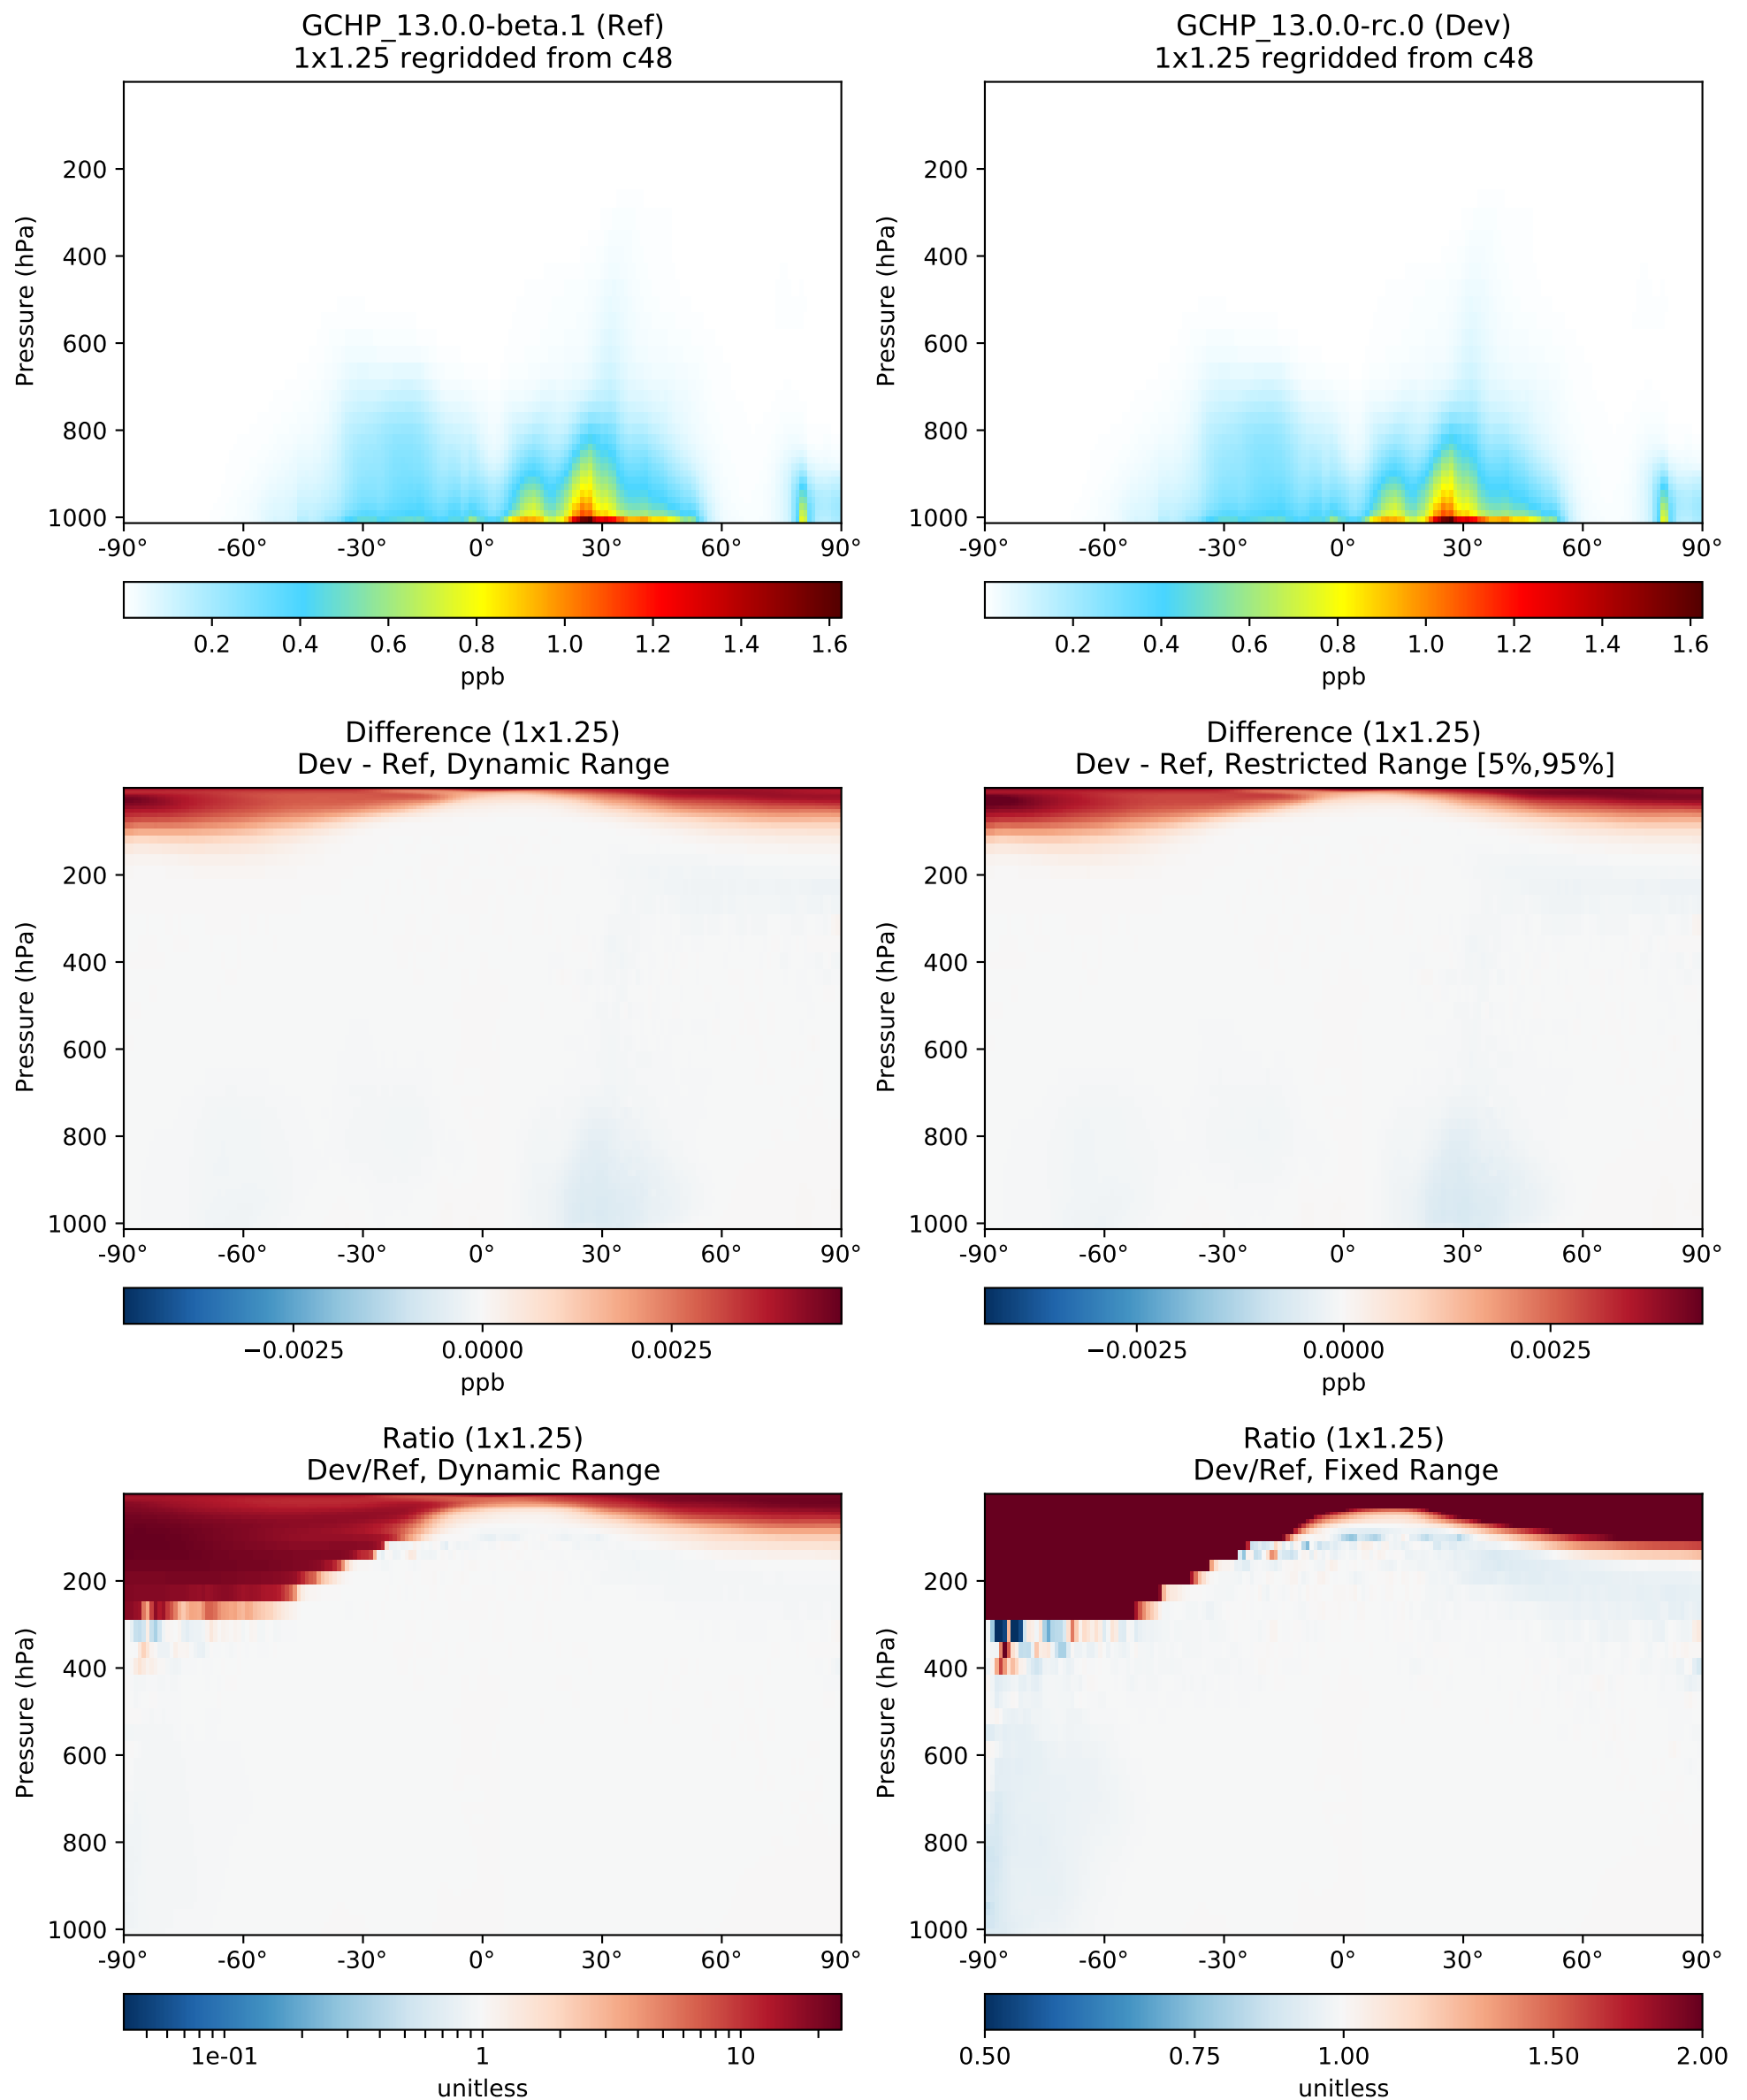 GCHP_13.0.0-beta.1 (Ref)
1x1.25 regridded from c48
GCHP_13.0.0-rc.0 (Dev)
1x1.25 regridded from c48
Pressure (hPa)
200
400
600
800
1000
-90° -60° -30° 0° 30° 60° 90°
0.2 0.4 0.6 0.8 1.0 1.2 1.4 1.6
ppb
Pressure (hPa)
200
400
600
800
1000
-90° -60° -30° 0° 30° 60° 90°
0.2 0.4 0.6 0.8 1.0 1.2 1.4 1.6
ppb
Difference (1x1.25)
Dev - Ref, Dynamic Range
Pressure (hPa)
200
400
600
800
1000
-90° -60° -30° 0° 30° 60° 90°
−0.0025 0.0000 0.0025
ppb
Difference (1x1.25)
Dev - Ref, Restricted Range [5%,95%]
Pressure (hPa)
200
400
600
800
1000
-90° -60° -30° 0° 30° 60° 90°
−0.0025 0.0000 0.0025
ppb
Ratio (1x1.25)
Dev/Ref, Dynamic Range
Pressure (hPa)
200
400
600
800
1000
-90° -60° -30° 0° 30° 60° 90°
1e-01 1 10
unitless
Ratio (1x1.25)
Dev/Ref, Fixed Range
Pressure (hPa)
200
400
600
800
1000
-90° -60° -30° 0° 30° 60° 90°
0.50 0.75 1.00 1.50 2.00
unitless